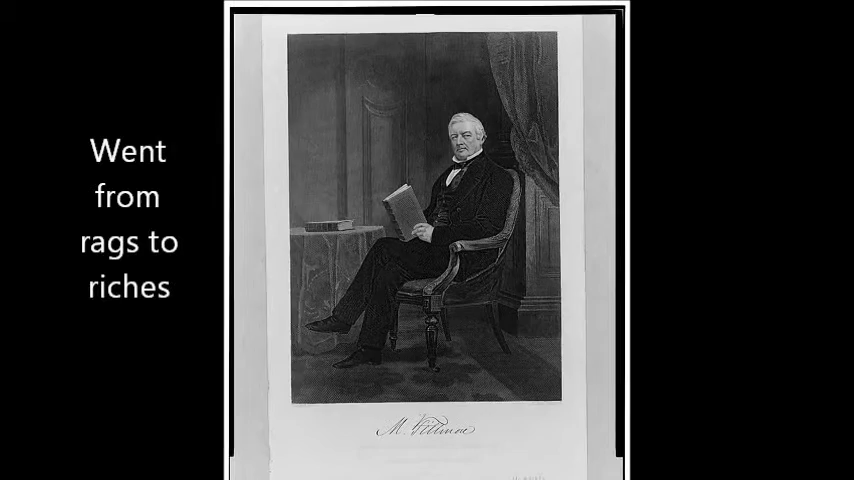 Went
from
rags to
riches
M. Fillmore